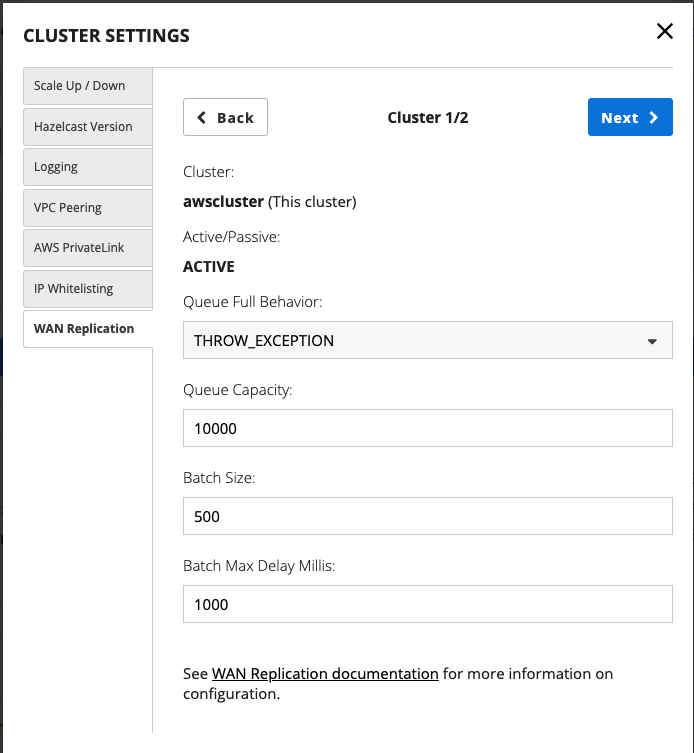 CLUSTER SETTINGS
Scale Up / Down
Hazelcast Version
Logging
VPC Peering
AWS PrivateLink
IP Whitelisting
WAN Replication
Back
Cluster 1/2
Next
Cluster:
awscluster (This cluster)
Active/Passive:
ACTIVE
Queue Full Behavior:
THROW_EXCEPTION
Queue Capacity:
10000
Batch Size:
500
Batch Max Delay Millis:
1000
See WAN Replication documentation for more information on
configuration.